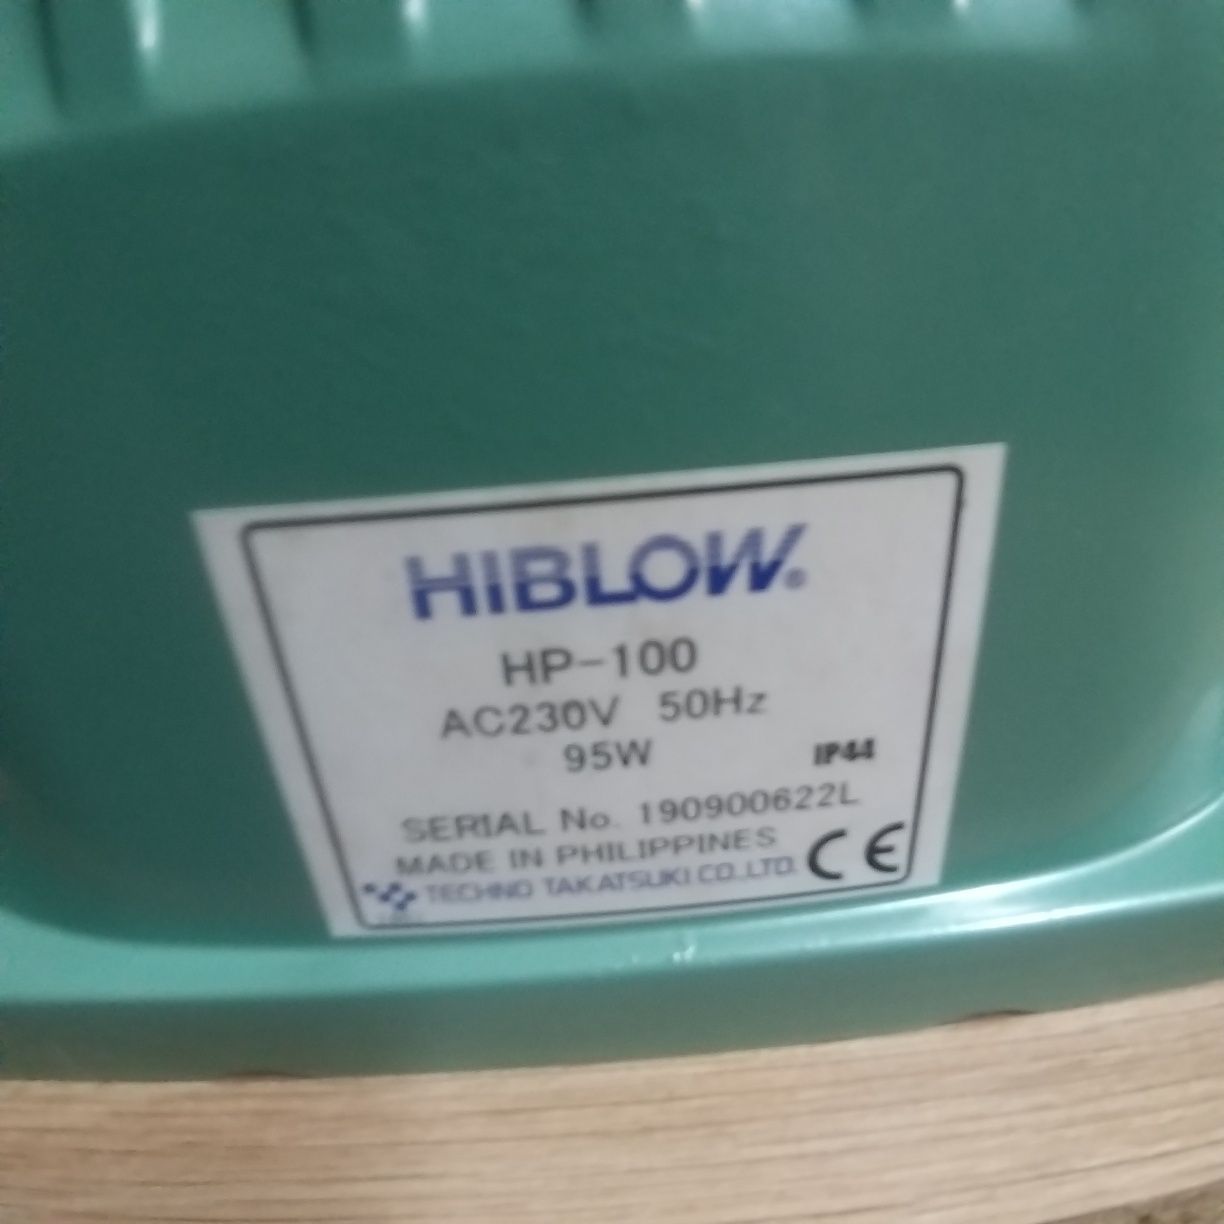 HIBLOW®
HP-100
AC230V 50Hz
95W
IP44
SERIAL No. 190900622L
MADE IN PHILIPPINES
TECHNO TAKATSUKI CO.,LTD.
CE